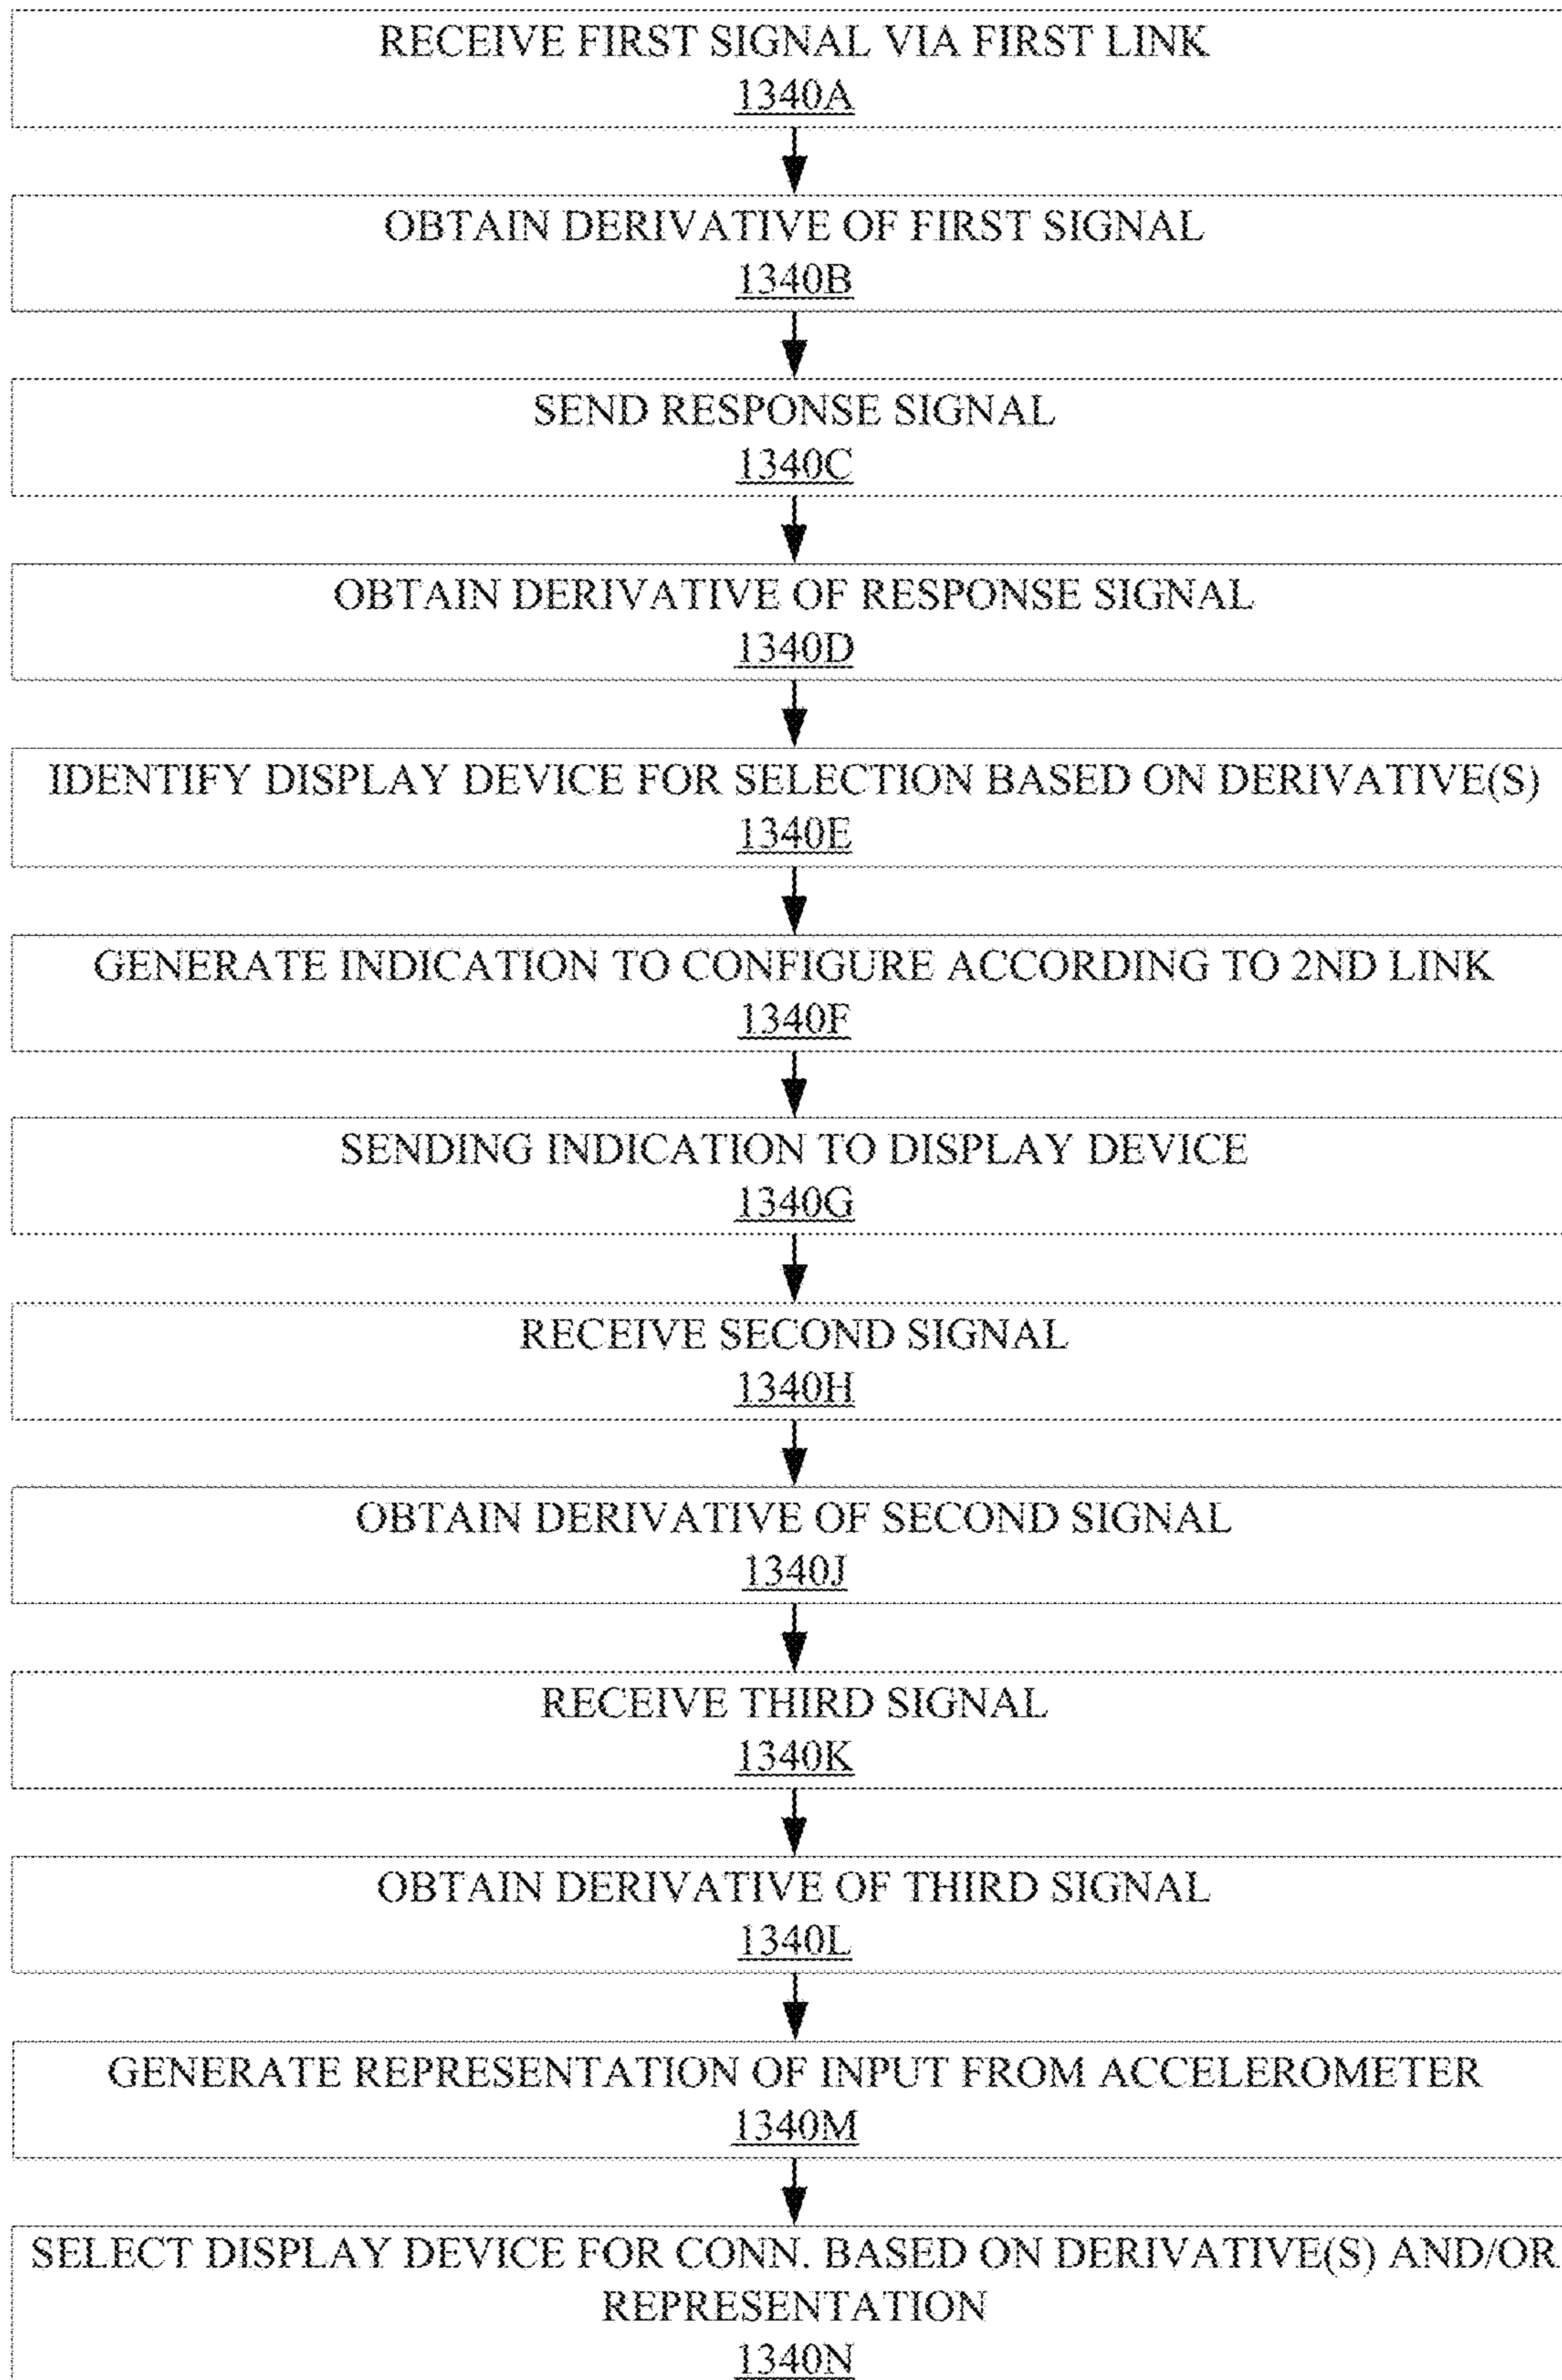 RECEIVE FIRST SIGNAL VIA FIRST LINK
1340A
OBTAIN DERIVATIVE OF FIRST SIGNAL
1340B
SEND RESPONSE SIGNAL
1340C
OBTAIN DERIVATIVE OF RESPONSE SIGNAL
1340D
IDENTIFY DISPLAY DEVICE FOR SELECTION BASED ON DERIVATIVE(S)
1340E
GENERATE INDICATION TO CONFIGURE ACCORDING TO 2ND LINK
1340F
SENDING INDICATION TO DISPLAY DEVICE
1340G
RECEIVE SECOND SIGNAL
1340H
OBTAIN DERIVATIVE OF SECOND SIGNAL
1340J
RECEIVE THIRD SIGNAL
1340K
OBTAIN DERIVATIVE OF THIRD SIGNAL
1340L
GENERATE REPRESENTATION OF INPUT FROM ACCELEROMETER
1340M
SELECT DISPLAY DEVICE FOR CONN. BASED ON DERIVATIVE(S) AND/OR
REPRESENTATION
1340N